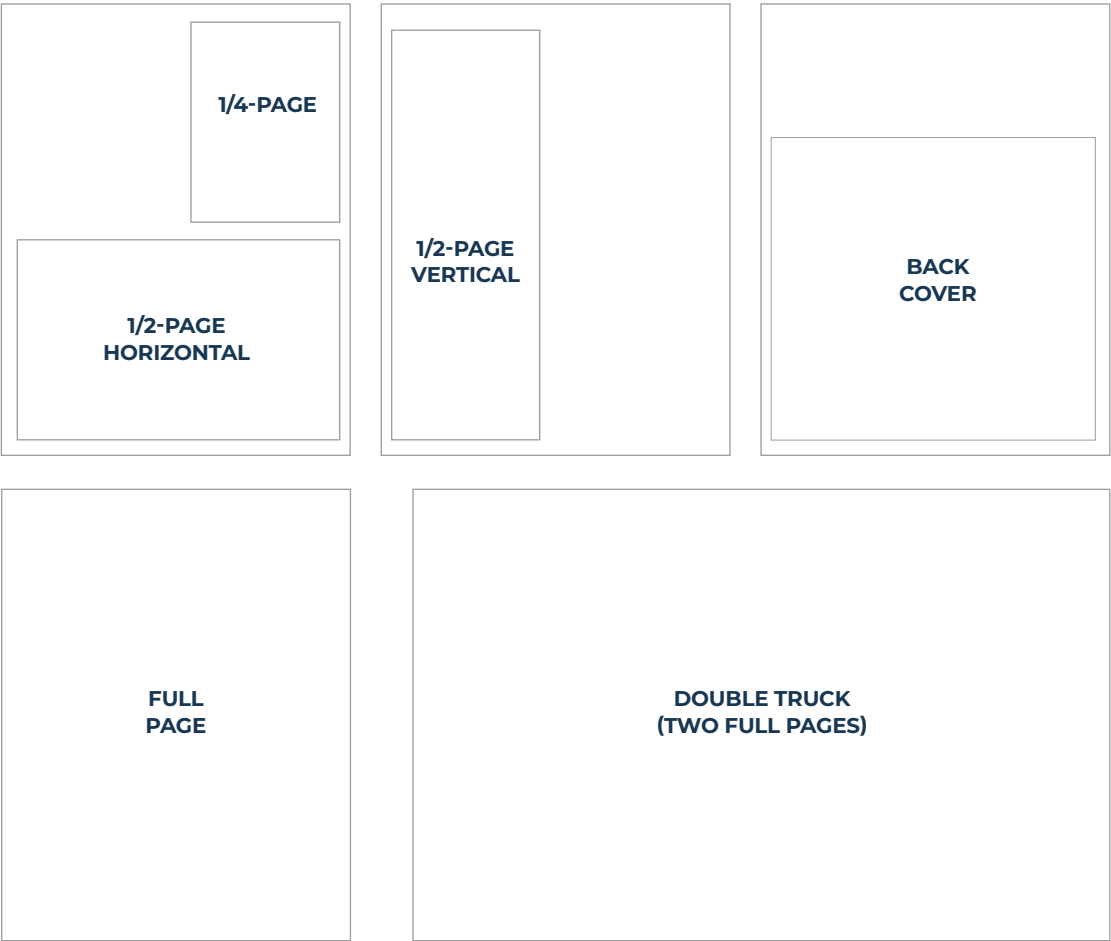 1/4-PAGE
1/2-PAGE
HORIZONTAL
1/2-PAGE
VERTICAL
BACK
COVER
FULL
PAGE
DOUBLE TRUCK
(TWO FULL PAGES)